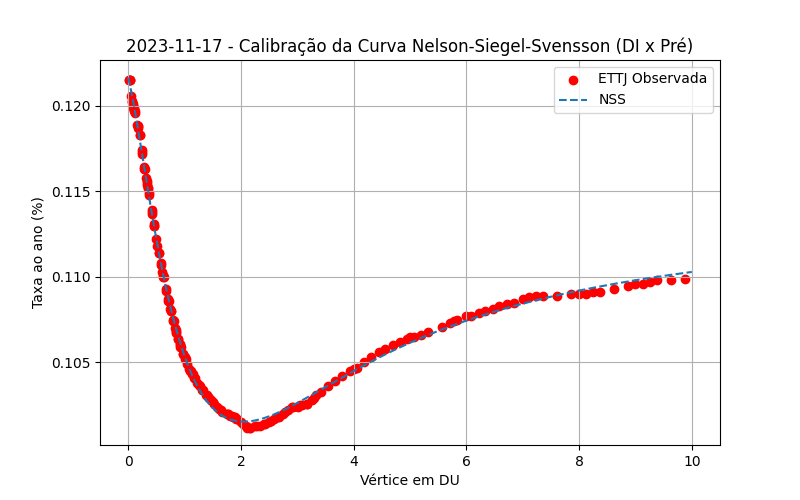 2023-11-17 - Calibração da Curva Nelson-Siegel-Svensson (DI x Pré)
ETTJ Observada
NSS
0.120
0.115
0.110
0.105
Taxa ao ano (%)
0 2 4 6 8 10
Vértice em DU